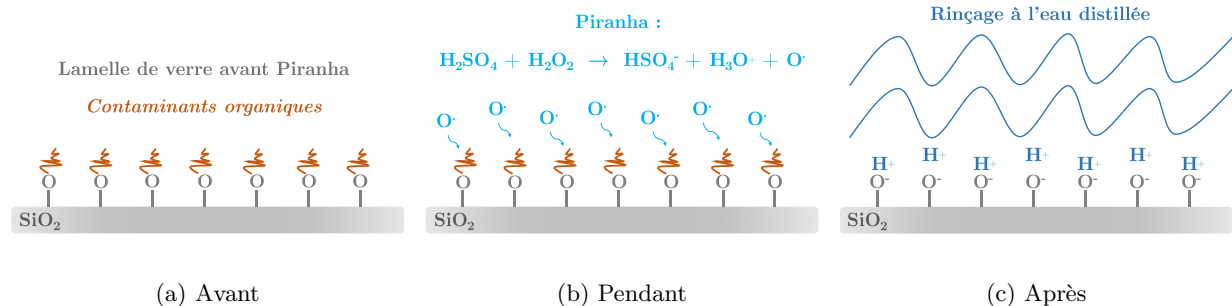 Lamelle de verre avant Piranha
Contaminants organiques
O O O O O O O
SiO₂
(a) Avant
Piranha :
H₂SO₄ + H₂O₂ → HSO₄⁻ + H₃O⁺ + O·
O· O· O· O· O· O· O·
O O O O O O O
SiO₂
(b) Pendant
Rinçage à l'eau distillée
H⁺ H⁺ H⁺ H⁺ H⁺ H⁺ H⁺
O⁻ O⁻ O⁻ O⁻ O⁻ O⁻ O⁻
SiO₂
(c) Après